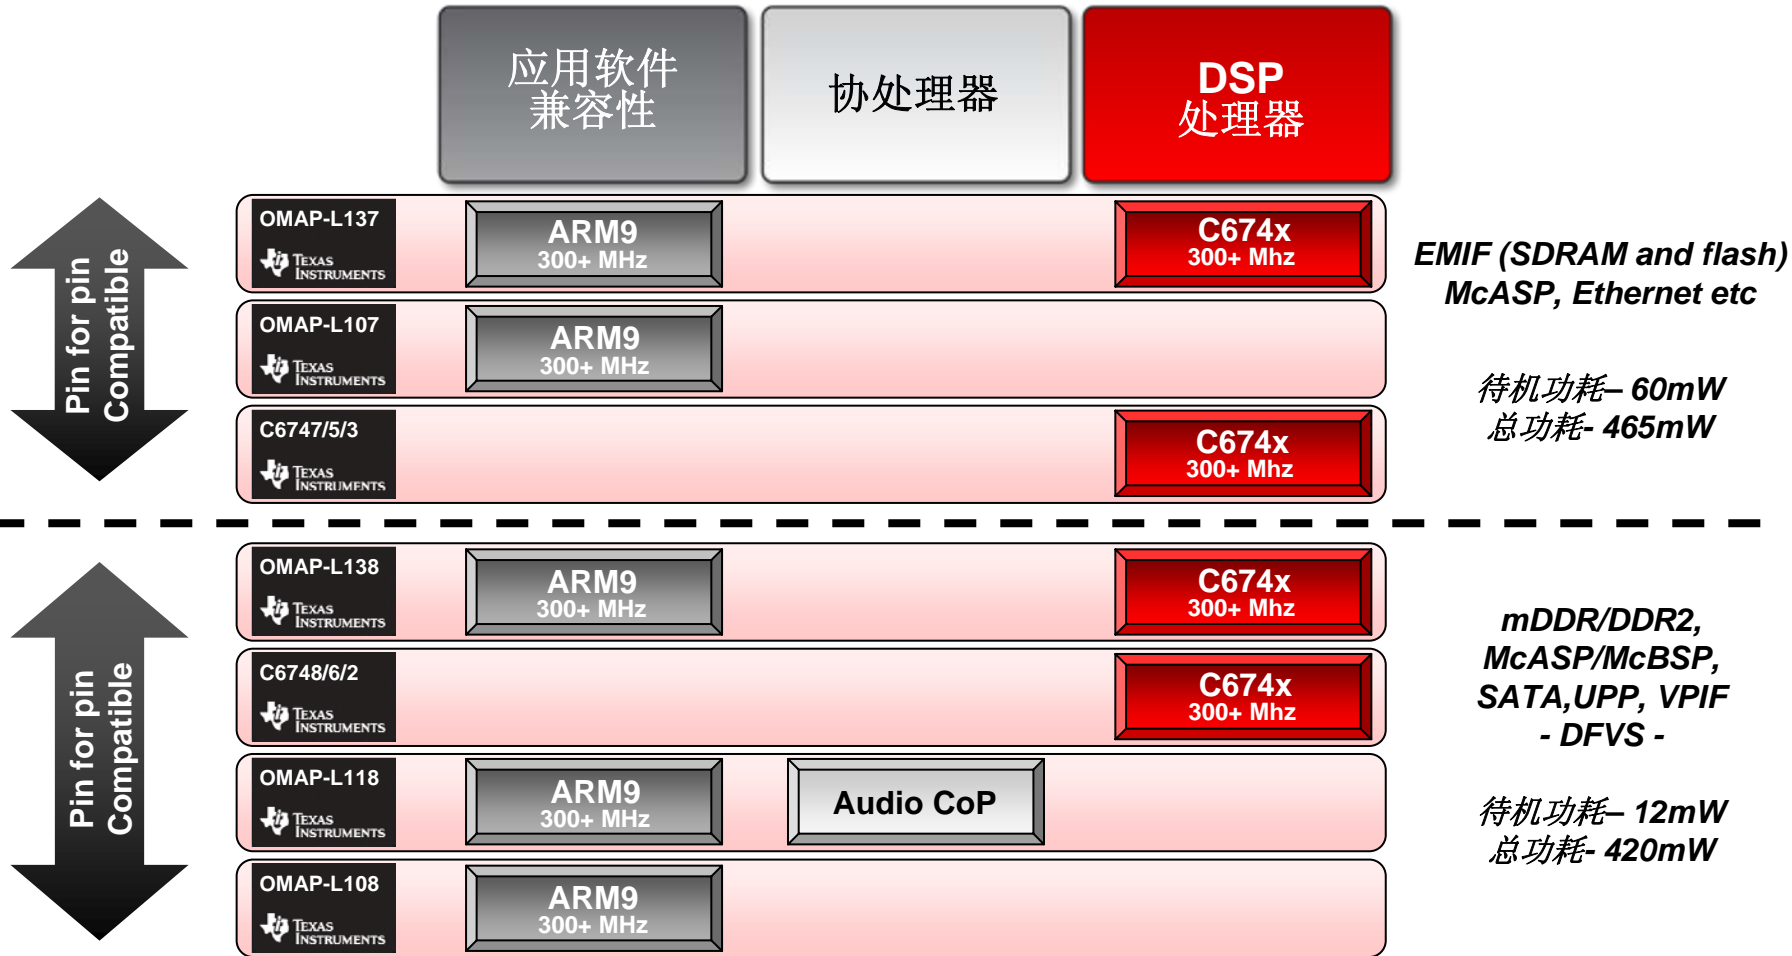 应用软件
兼容性
协处理器
DSP
处理器
Pin for pin
Compatible
OMAP-L137
TEXAS
INSTRUMENTS
ARM9
300+ MHz
C674x
300+ Mhz
OMAP-L107
TEXAS
INSTRUMENTS
ARM9
300+ MHz
C6747/5/3
TEXAS
INSTRUMENTS
C674x
300+ Mhz
EMIF (SDRAM and flash)
McASP, Ethernet etc
待机功耗– 60mW
总功耗- 465mW
Pin for pin
Compatible
OMAP-L138
TEXAS
INSTRUMENTS
ARM9
300+ MHz
C674x
300+ Mhz
C6748/6/2
TEXAS
INSTRUMENTS
C674x
300+ Mhz
OMAP-L118
TEXAS
INSTRUMENTS
ARM9
300+ MHz
Audio CoP
OMAP-L108
TEXAS
INSTRUMENTS
ARM9
300+ MHz
mDDR/DDR2,
McASP/McBSP,
SATA,UPP, VPIF
- DFVS -
待机功耗– 12mW
总功耗- 420mW